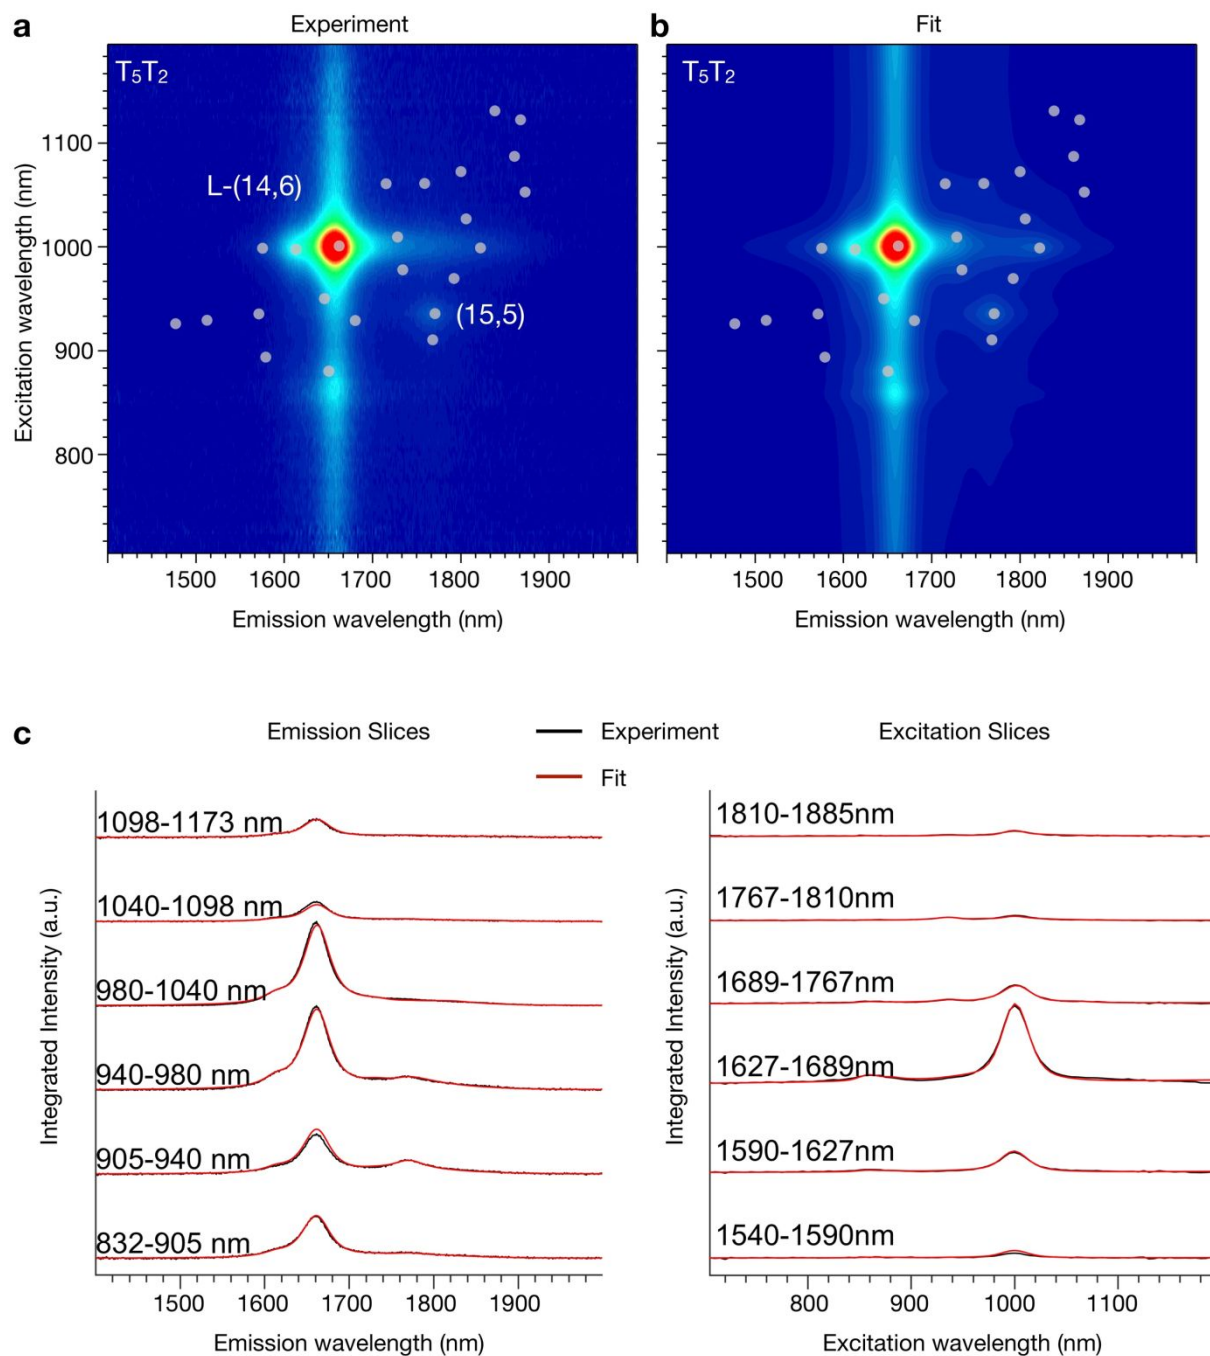 a
Experiment
b
Fit
T₅T₂
T₅T₂
L-(14,6)
(15,5)
Excitation wavelength (nm)
1100
1000
900
800
1500 1600 1700 1800 1900
1500 1600 1700 1800 1900
Emission wavelength (nm)
Emission wavelength (nm)
c
Emission Slices
Experiment
Fit
Excitation Slices
Integrated Intensity (a.u.)
1098-1173 nm
1040-1098 nm
980-1040 nm
940-980 nm
905-940 nm
832-905 nm
1500 1600 1700 1800 1900
Emission wavelength (nm)
Integrated Intensity (a.u.)
1810-1885nm
1767-1810nm
1689-1767nm
1627-1689nm
1590-1627nm
1540-1590nm
800 900 1000 1100
Excitation wavelength (nm)